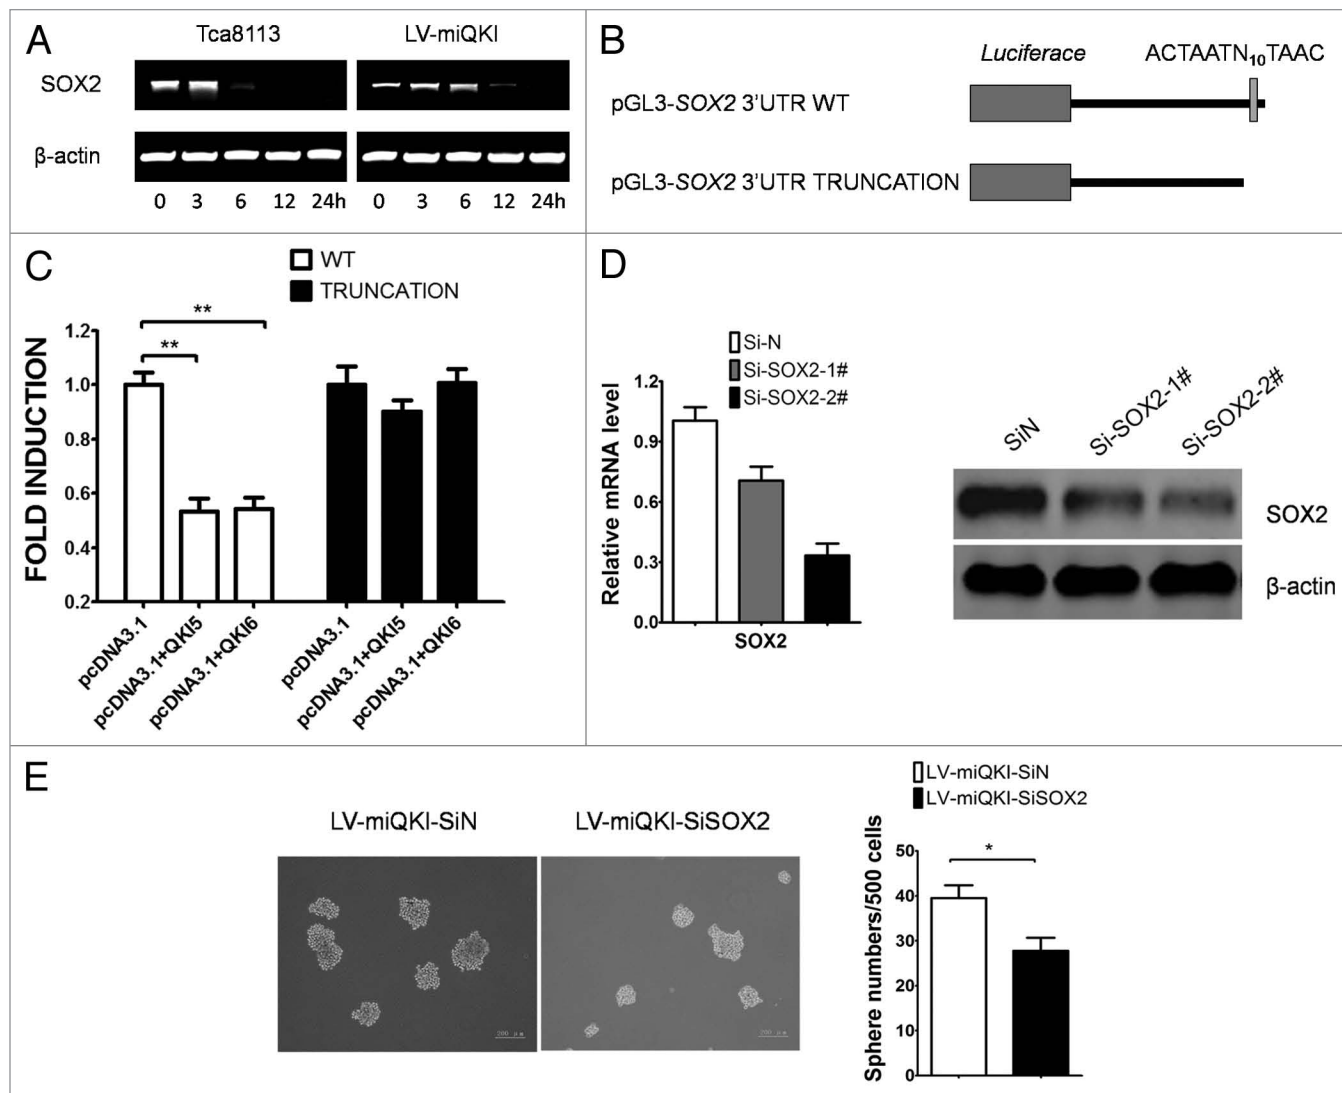 A
Tca8113 LV-miQKI
SOX2
β-actin
0 3 6 12 24h 0 3 6 12 24h
B
Luciferace ACTAATN₁₀TAAC
pGL3-SOX2 3'UTR WT
pGL3-SOX2 3'UTR TRUNCATION
C
WT
TRUNCATION
**
**
FOLD INDUCTION
1.2
1.0
0.8
0.6
0.4
0.2
pcDNA3.1
pcDNA3.1+QKI5
pcDNA3.1+QKI6
pcDNA3.1
pcDNA3.1+QKI5
pcDNA3.1+QKI6
D
Si-N
Si-SOX2-1#
Si-SOX2-2#
Relative mRNA level
1.2
0.9
0.6
0.3
0.0
SOX2
SiN
Si-SOX2-1#
Si-SOX2-2#
SOX2
β-actin
E
LV-miQKI-SiN LV-miQKI-SiSOX2
200 μm
200 μm
LV-miQKI-SiN
LV-miQKI-SiSOX2
*
Sphere numbers/500 cells
50
40
30
20
10
0